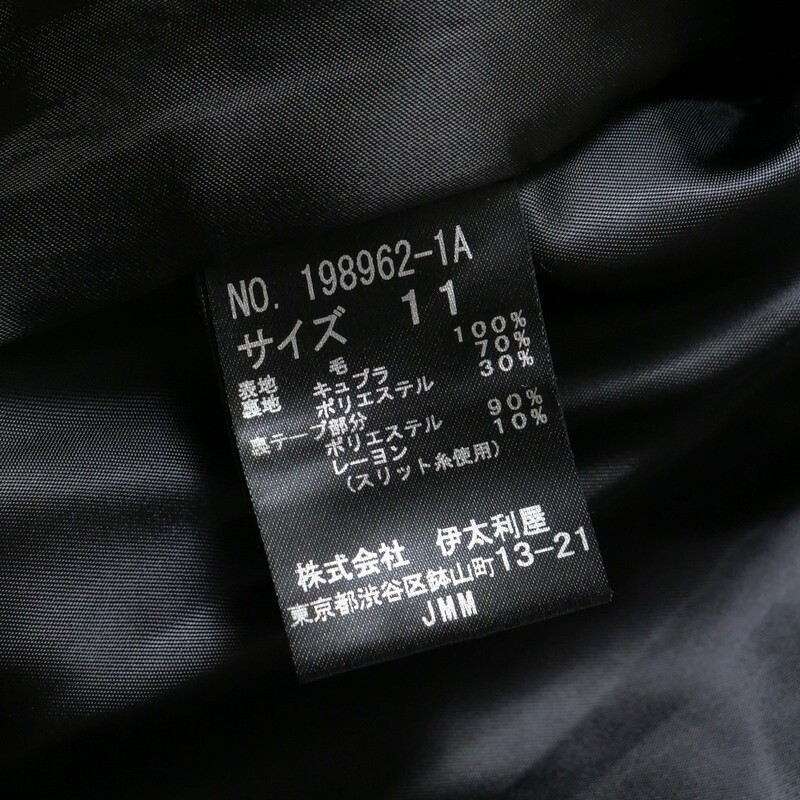 NO. 198962-1A
サイズ 11
表地 毛 100%
裏地 キュプラ 70%
ポリエステル 30%
裏テープ部分
ポリエステル 90%
レーヨン 10%
(スリット糸使用)
株式会社 伊太利屋
東京都渋谷区鉢山町13-21
JMM